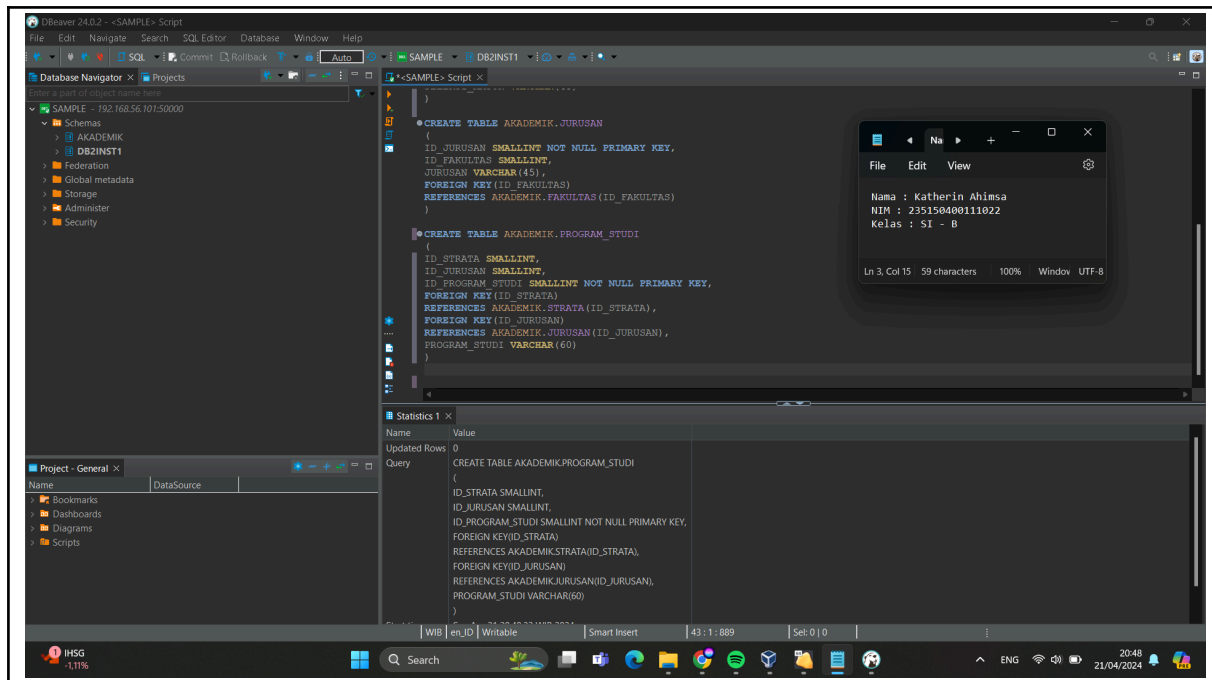 DBeaver 24.0.2 - <SAMPLE> Script
File Edit Navigate Search SQL Editor Database Window Help
SQL Commit Rollback Auto SAMPLE DB2INST1
Database Navigator Projects
*<SAMPLE> Script
Enter a part of object name here
SAMPLE - 192.168.56.101:50000
Schemas
AKADEMIK
DB2INST1
Federation
Global metadata
Storage
Administer
Security
)
CREATE TABLE AKADEMIK.JURUSAN
(
ID_JURUSAN SMALLINT NOT NULL PRIMARY KEY,
ID_FAKULTAS SMALLINT,
JURUSAN VARCHAR(45),
FOREIGN KEY(ID_FAKULTAS)
REFERENCES AKADEMIK.FAKULTAS(ID_FAKULTAS)
)
CREATE TABLE AKADEMIK.PROGRAM_STUDI
(
ID_STRATA SMALLINT,
ID_JURUSAN SMALLINT,
ID_PROGRAM_STUDI SMALLINT NOT NULL PRIMARY KEY,
FOREIGN KEY(ID_STRATA)
REFERENCES AKADEMIK.STRATA(ID_STRATA),
FOREIGN KEY(ID_JURUSAN)
REFERENCES AKADEMIK.JURUSAN(ID_JURUSAN),
PROGRAM_STUDI VARCHAR(60)
)
Na
File Edit View
Nama : Katherin Ahimsa
NIM : 235150400111022
Kelas : SI - B
Ln 3, Col 15 59 characters 100% Windov UTF-8
Statistics 1
Name Value
Updated Rows 0
Query CREATE TABLE AKADEMIK.PROGRAM_STUDI
(
ID_STRATA SMALLINT,
ID_JURUSAN SMALLINT,
ID_PROGRAM_STUDI SMALLINT NOT NULL PRIMARY KEY,
FOREIGN KEY(ID_STRATA)
REFERENCES AKADEMIK.STRATA(ID_STRATA),
FOREIGN KEY(ID_JURUSAN)
REFERENCES AKADEMIK.JURUSAN(ID_JURUSAN),
PROGRAM_STUDI VARCHAR(60)
)
Project - General
Name DataSource
Bookmarks
Dashboards
Diagrams
Scripts
WIB en_ID Writable Smart Insert 43 : 1 : 889 Sel: 0 | 0
1
IHSG
-1,11%
Search
ENG
20:48
21/04/2024
PRE